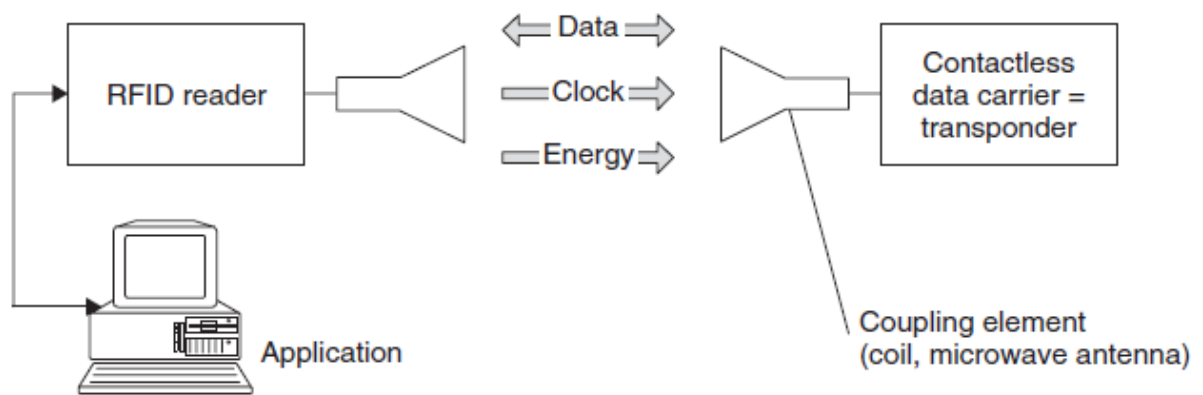 Data
RFID reader
Clock
Energy
Contactless
data carrier =
transponder
Application
Coupling element
(coil, microwave antenna)